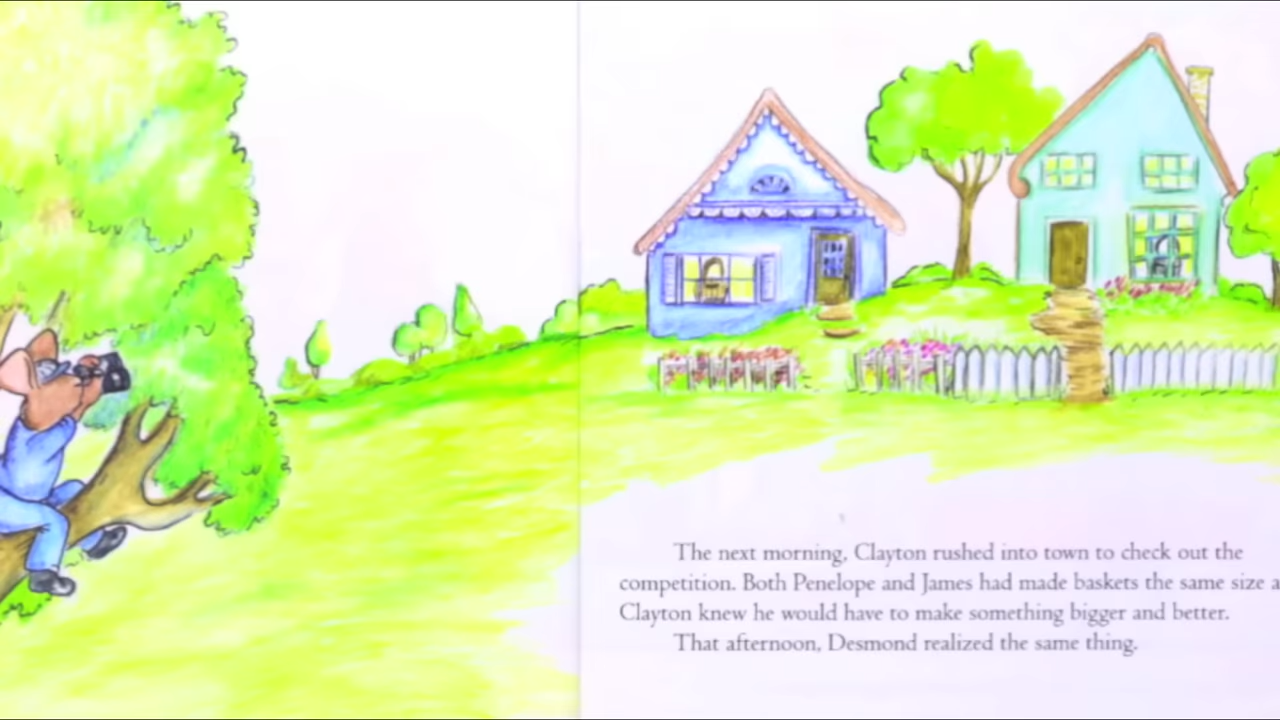 The next morning, Clayton rushed into town to check out the
competition. Both Penelope and James had made baskets the same size
Clayton knew he would have to make something bigger and better.
That afternoon, Desmond realized the same thing.